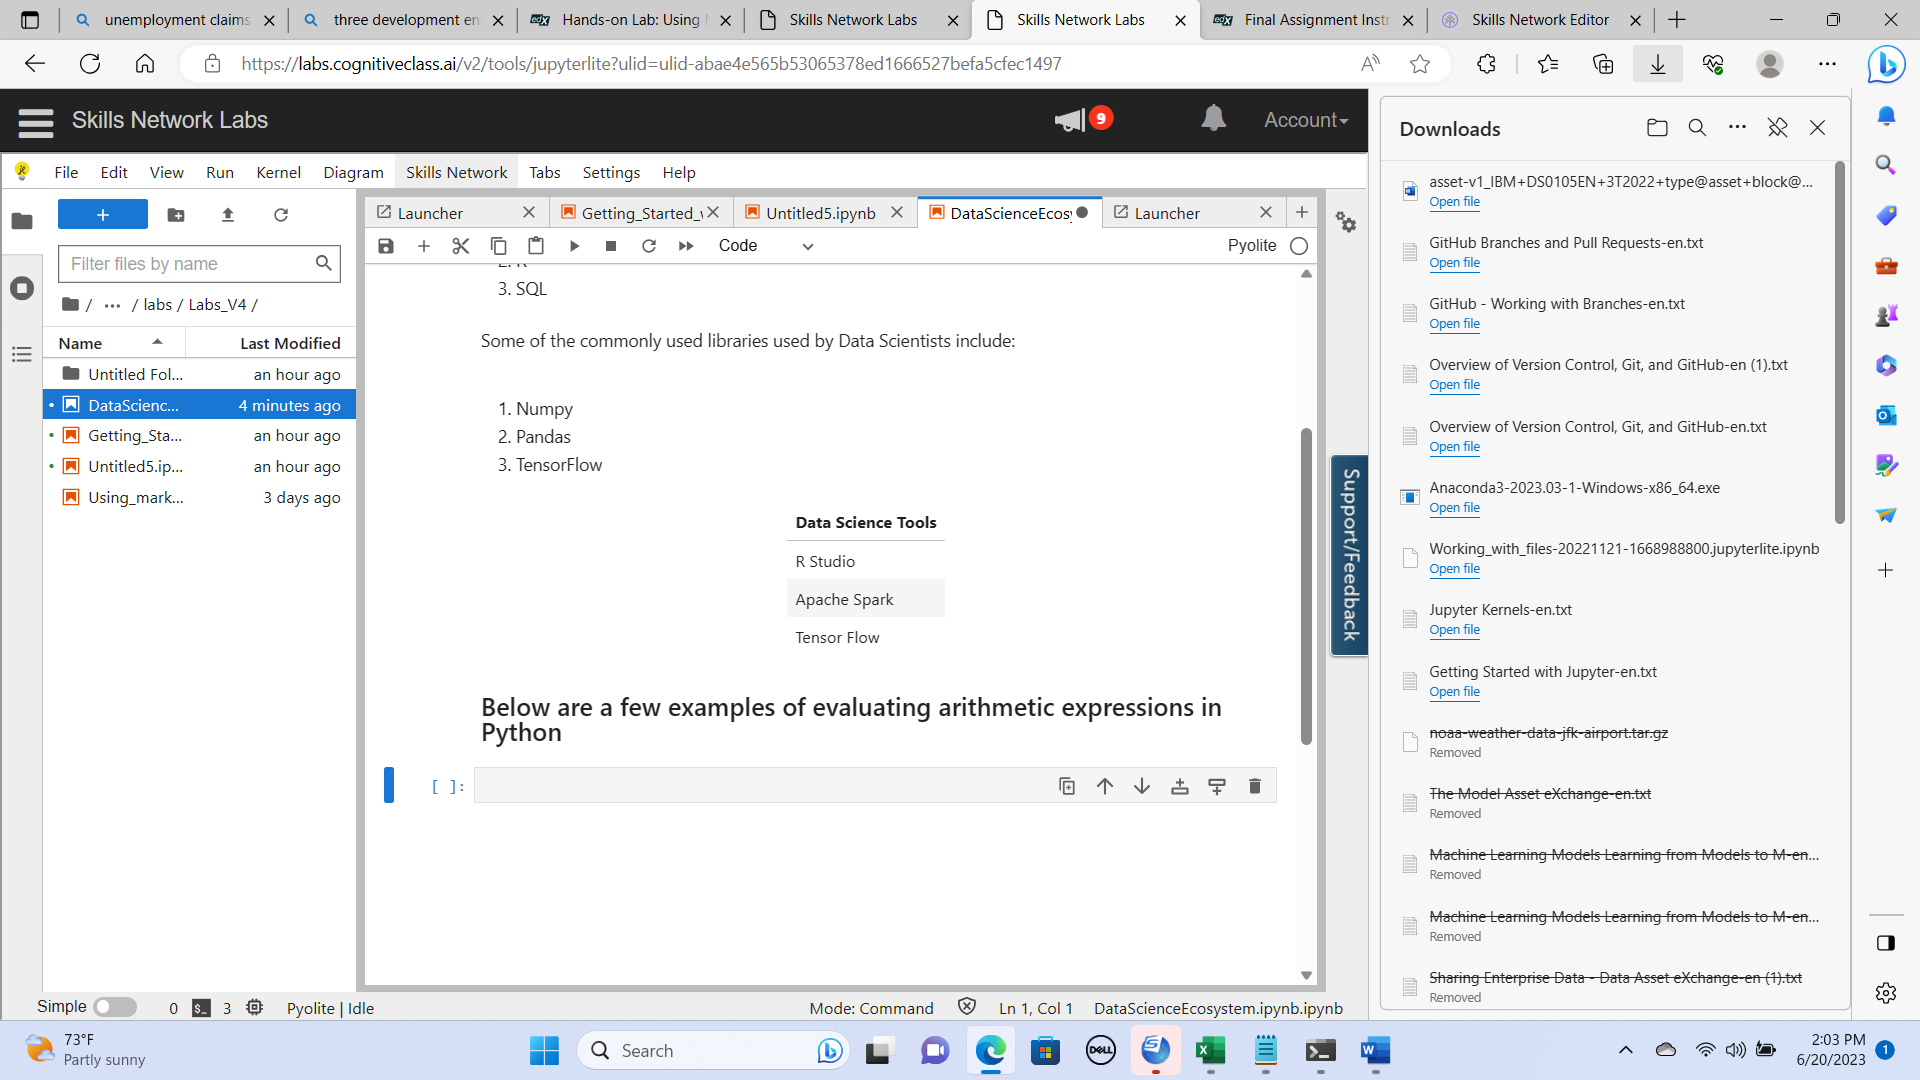 unemployment claims
three development en
Hands-on Lab: Using
Skills Network Labs
Skills Network Labs
Final Assignment Instr
Skills Network Editor
https://labs.cognitiveclass.ai/v2/tools/jupyterlite?ulid=ulid-abae4e565b53065378ed1666527befa5cfec1497
Skills Network Labs
9
Account
File Edit View Run Kernel Diagram Skills Network Tabs Settings Help
Launcher
Getting_Started_
Untitled5.ipynb
DataScienceEcosy
Launcher
Code
Pyolite
Filter files by name
/ ... / labs / Labs_V4 /
Name Last Modified
Untitled Fol... an hour ago
DataScienc... 4 minutes ago
Getting_Sta... an hour ago
Untitled5.ip... an hour ago
Using_mark... 3 days ago
3. SQL
Some of the commonly used libraries used by Data Scientists include:
1. Numpy
2. Pandas
3. TensorFlow
Data Science Tools
R Studio
Apache Spark
Tensor Flow
Below are a few examples of evaluating arithmetic expressions in
Python
[ ]:
Support/Feedback
Downloads
asset-v1_IBM+DS0105EN+3T2022+type@asset+block@...
Open file
GitHub Branches and Pull Requests-en.txt
Open file
GitHub - Working with Branches-en.txt
Open file
Overview of Version Control, Git, and GitHub-en (1).txt
Open file
Overview of Version Control, Git, and GitHub-en.txt
Open file
Anaconda3-2023.03-1-Windows-x86_64.exe
Open file
Working_with_files-20221121-1668988800.jupyterlite.ipynb
Open file
Jupyter Kernels-en.txt
Open file
Getting Started with Jupyter-en.txt
Open file
noaa-weather-data-jfk-airport.tar.gz
Removed
The Model Asset eXchange-en.txt
Removed
Machine Learning Models Learning from Models to M-en...
Removed
Machine Learning Models Learning from Models to M-en...
Removed
Sharing Enterprise Data - Data Asset eXchange-en (1).txt
Removed
Simple 0 3 Pyolite | Idle
Mode: Command Ln 1, Col 1 DataScienceEcosystem.ipynb.ipynb
73°F
Partly sunny
Search
DELL
2:03 PM
6/20/2023
1